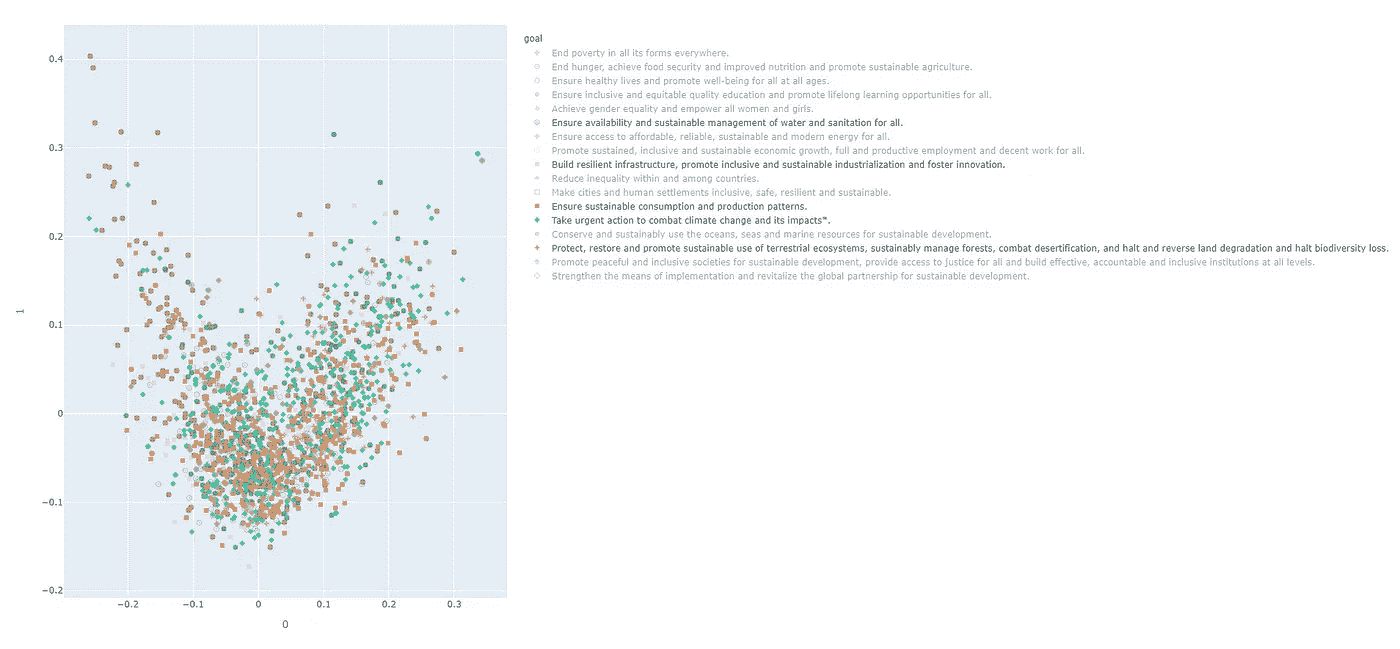 goal
End poverty in all its forms everywhere.
End hunger, achieve food security and improved nutrition and promote sustainable agriculture.
Ensure healthy lives and promote well-being for all at all ages.
Ensure inclusive and equitable quality education and promote lifelong learning opportunities for all.
Achieve gender equality and empower all women and girls.
Ensure availability and sustainable management of water and sanitation for all.
Ensure access to affordable, reliable, sustainable and modern energy for all.
Promote sustained, inclusive and sustainable economic growth, full and productive employment and decent work for all.
Build resilient infrastructure, promote inclusive and sustainable industrialization and foster innovation.
Reduce inequality within and among countries.
Make cities and human settlements inclusive, safe, resilient and sustainable.
Ensure sustainable consumption and production patterns.
Take urgent action to combat climate change and its impacts*.
Conserve and sustainably use the oceans, seas and marine resources for sustainable development.
Protect, restore and promote sustainable use of terrestrial ecosystems, sustainably manage forests, combat desertification, and halt and reverse land degradation and halt biodiversity loss.
Promote peaceful and inclusive societies for sustainable development, provide access to justice for all and build effective, accountable and inclusive institutions at all levels.
Strengthen the means of implementation and revitalize the global partnership for sustainable development.
0.4
0.3
0.2
0.1
0
−0.1
−0.2
1
−0.2 −0.1 0 0.1 0.2 0.3
0